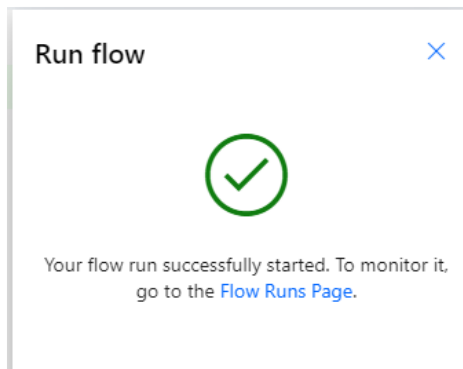 Run flow
Your flow run successfully started. To monitor it,
go to the Flow Runs Page.